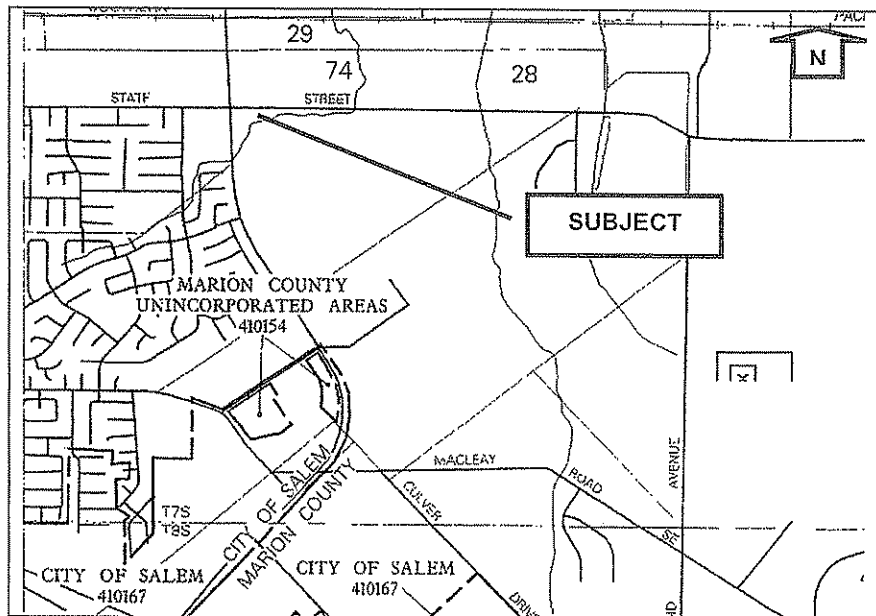 29
74
28
N
STATE
STREET
SUBJECT
MARION COUNTY
UNINCORPORATED AREAS
410154
MACLEAY
ROAD
SE
AVENUE
CULVER
CITY OF SALEM
MARION COUNTY
T7S
T8S
CITY OF SALEM
410167
CITY OF SALEM
410167